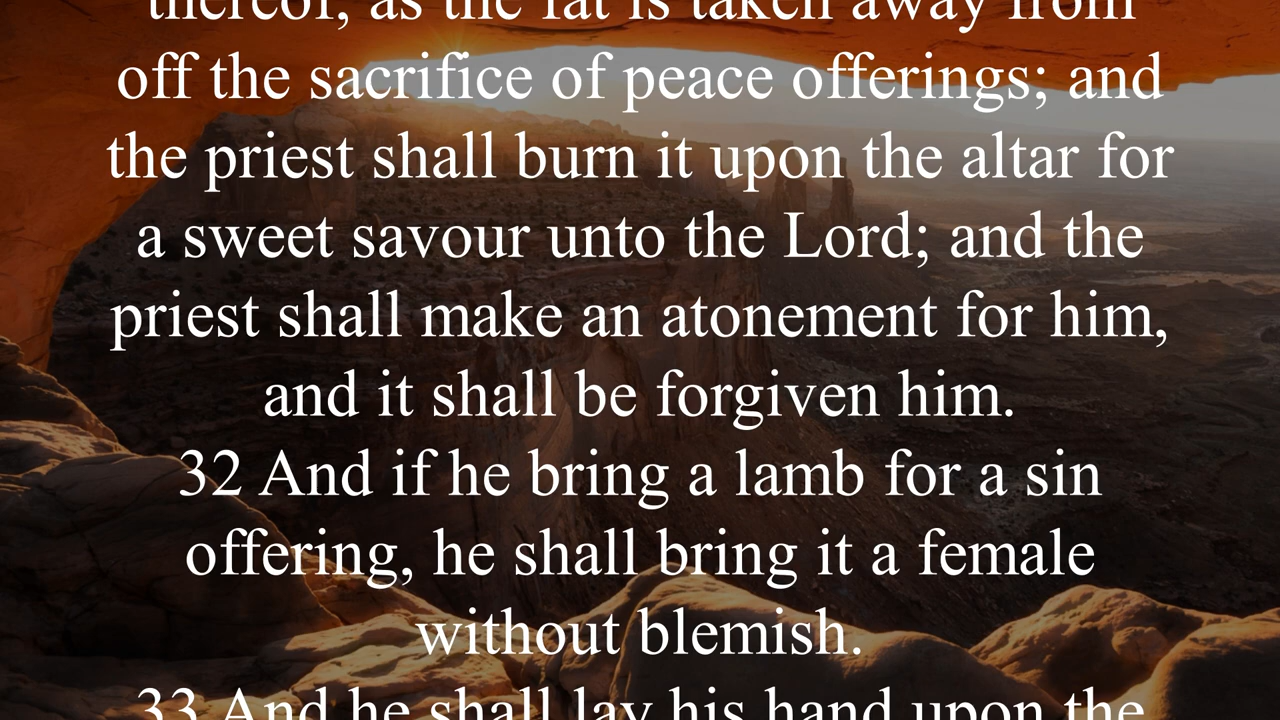 thereof, as the fat is taken away from
off the sacrifice of peace offerings; and
the priest shall burn it upon the altar for
a sweet savour unto the Lord; and the
priest shall make an atonement for him,
and it shall be forgiven him.
32 And if he bring a lamb for a sin
offering, he shall bring it a female
without blemish.
33 And he shall lay his hand upon the